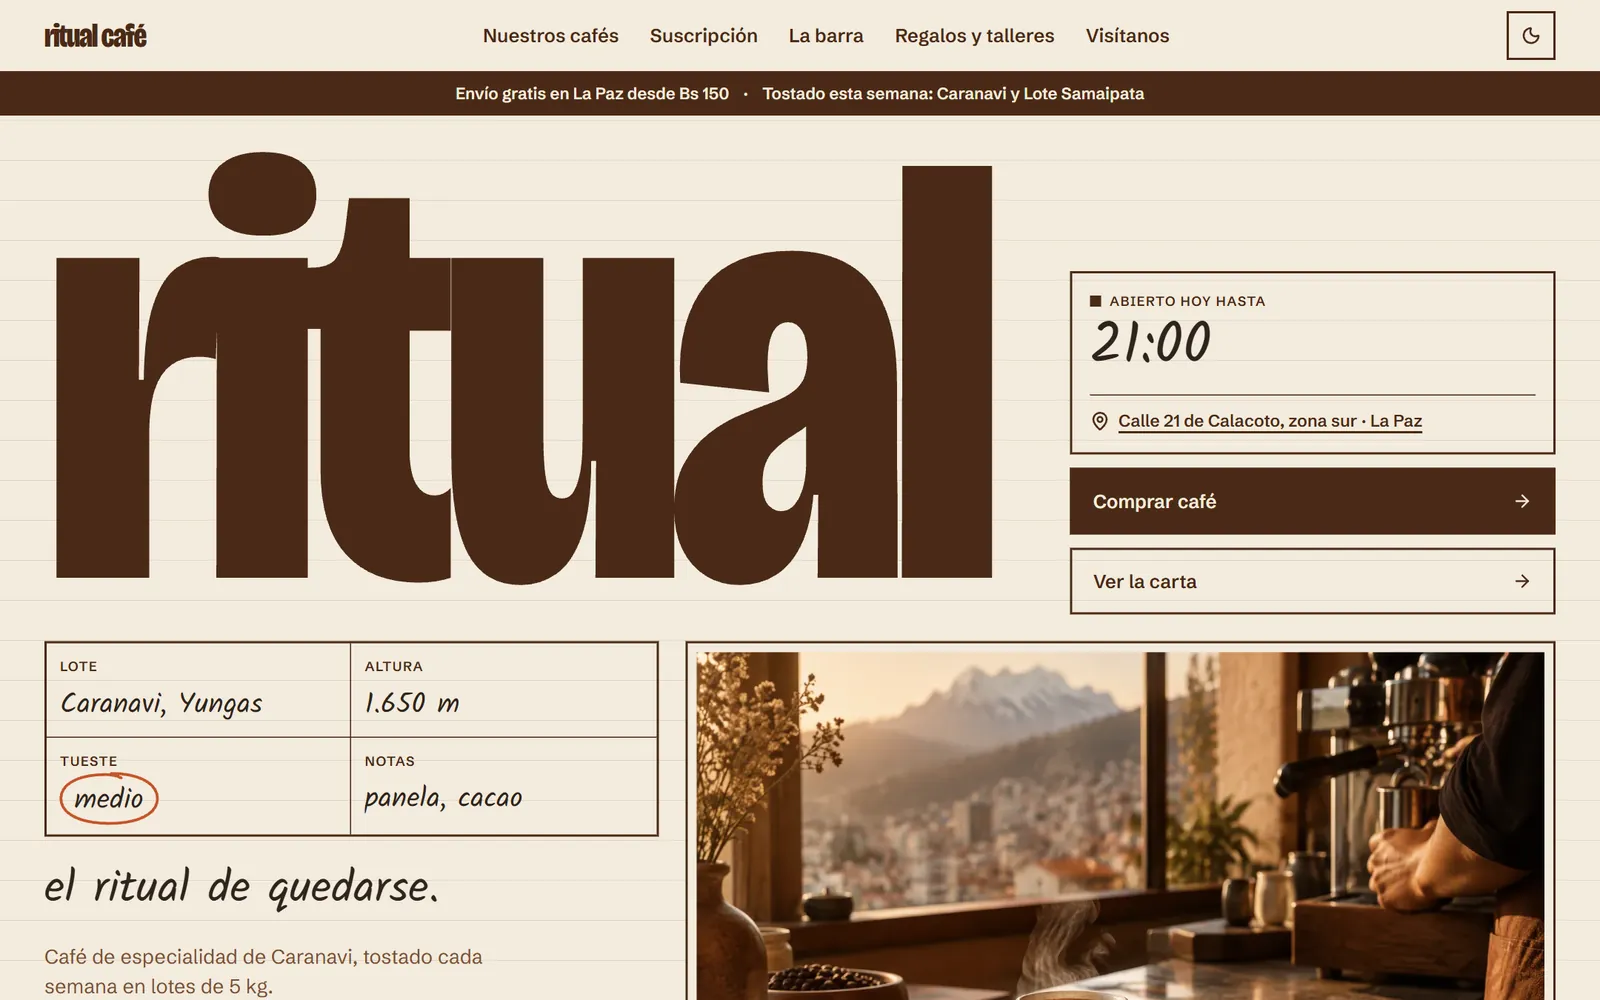 ritual café
Nuestros cafés
Suscripción
La barra
Regalos y talleres
Visítanos
Envío gratis en La Paz desde Bs 150 · Tostado esta semana: Caranavi y Lote Samaipata
ritual
ABIERTO HOY HASTA
21:00
Calle 21 de Calacoto, zona sur · La Paz
Comprar café
Ver la carta
LOTE
Caranavi, Yungas
ALTURA
1.650 m
TUESTE
medio
NOTAS
panela, cacao
el ritual de quedarse.
Café de especialidad de Caranavi, tostado cada
semana en lotes de 5 kg.